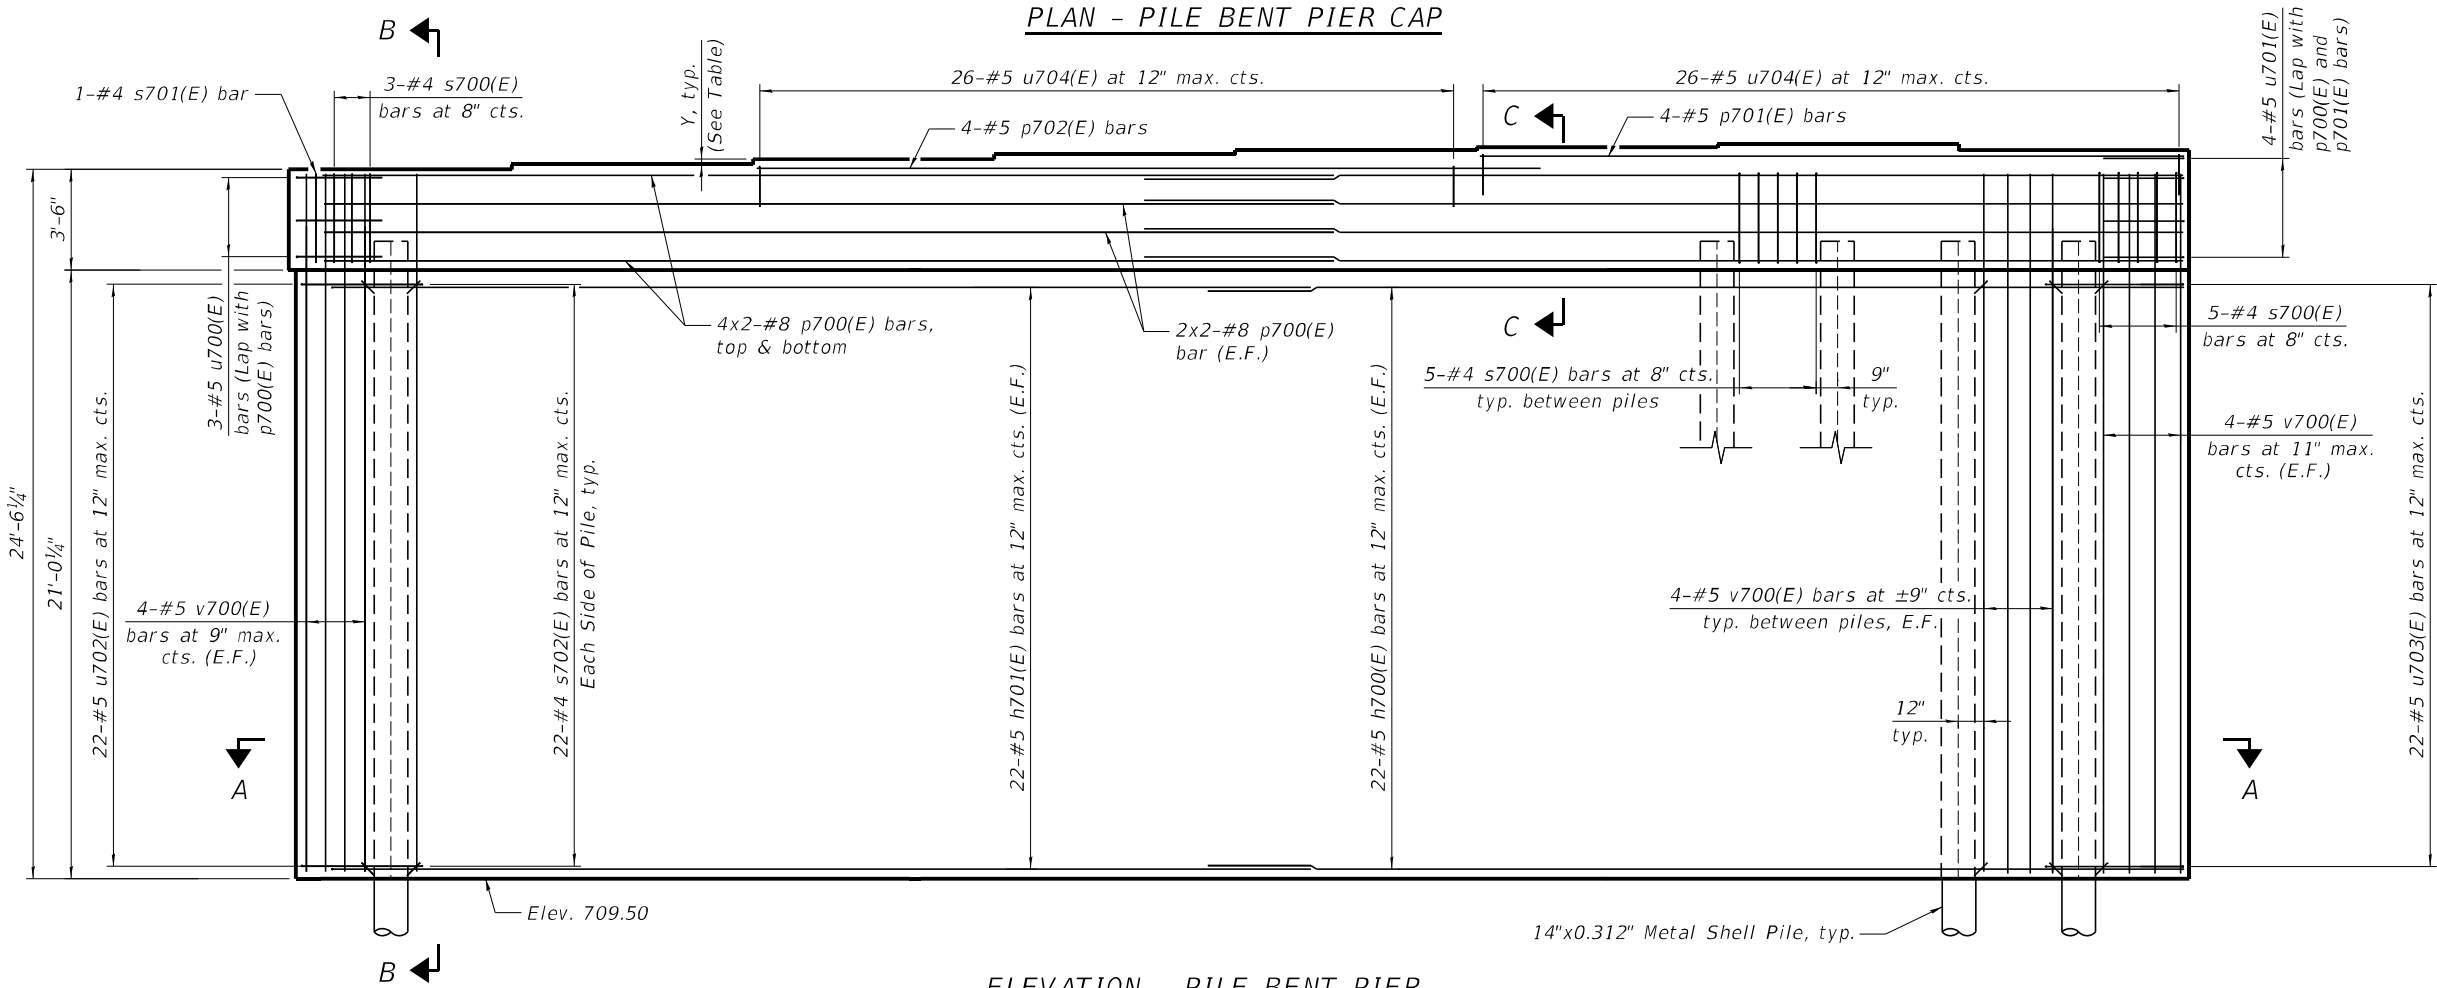 PLAN - PILE BENT PIER CAP
B
1-#4 s701(E) bar
3-#4 s700(E)
bars at 8" cts.
Y, typ.
(See Table)
26-#5 u704(E) at 12" max. cts.
4-#5 p702(E) bars
C
26-#5 u704(E) at 12" max. cts.
4-#5 p701(E) bars
4-#5 u701(E)
bars (Lap with
p700(E) and
p701(E) bars)
24'-6¼"
3'-6"
21'-0¼"
3-#5 u700(E)
bars (Lap with
p700(E) bars)
22-#5 u702(E) bars at 12" max. cts.
4-#5 v700(E)
bars at 9" max.
cts. (E.F.)
22-#4 s702(E) bars at 12" max. cts.
Each Side of Pile, typ.
4x2-#8 p700(E) bars,
top & bottom
22-#5 h701(E) bars at 12" max. cts. (E.F.)
2x2-#8 p700(E)
bar (E.F.)
22-#5 h700(E) bars at 12" max. cts. (E.F.)
C
5-#4 s700(E) bars at 8" cts.
typ. between piles
9"
typ.
5-#4 s700(E)
bars at 8" cts.
4-#5 v700(E)
bars at 11" max.
cts. (E.F.)
22-#5 u703(E) bars at 12" max. cts.
4-#5 v700(E) bars at ±9" cts.
typ. between piles, E.F.
12"
typ.
A
A
Elev. 709.50
14"x0.312" Metal Shell Pile, typ.
B
ELEVATION - PILE BENT PIER